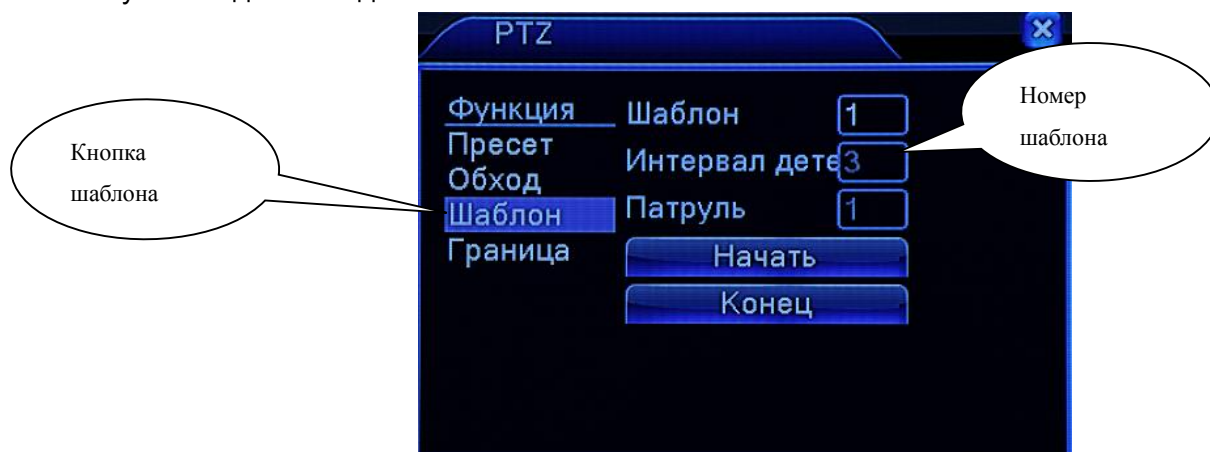 PTZ
Функция
Пресет
Обход
Шаблон
Граница
Шаблон 1
Интервал дете 3
Патруль 1
Начать
Конец
Кнопка
шаблона
Номер
шаблона